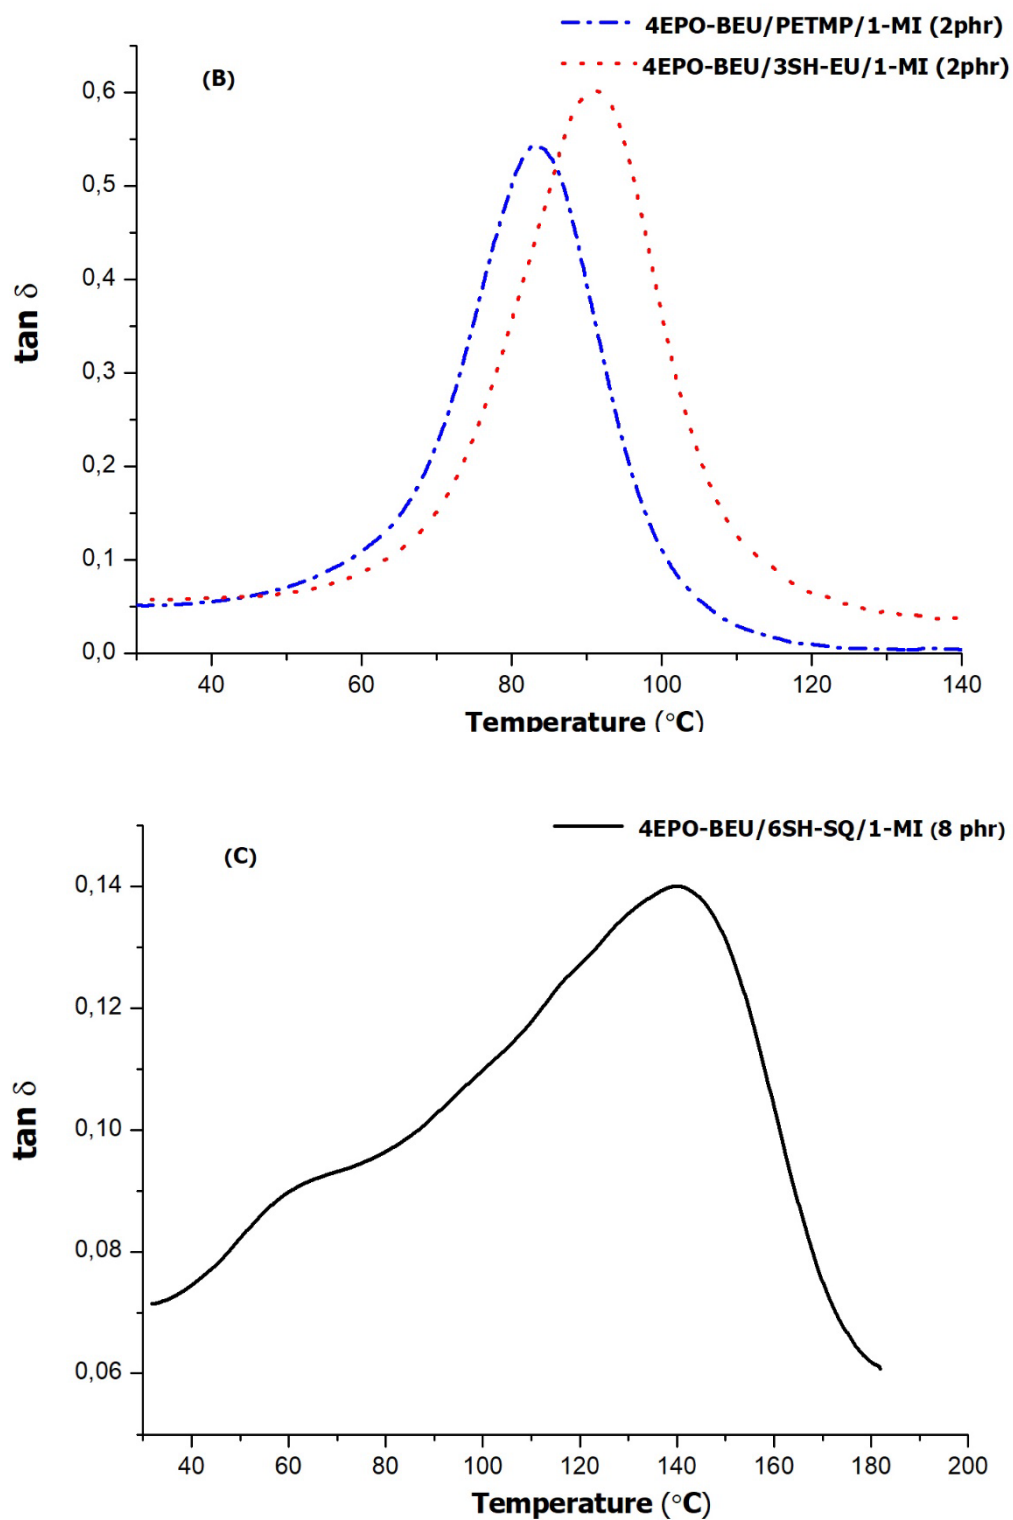 4EPO-BEU/PETMP/1-MI (2phr)
4EPO-BEU/3SH-EU/1-MI (2phr)
(B)
0,6
0,5
0,4
0,3
0,2
0,1
0,0
tan δ
40 60 80 100 120 140
Temperature (°C)
4EPO-BEU/6SH-SQ/1-MI (8 phr)
(C)
0,14
0,12
0,10
0,08
0,06
tan δ
40 60 80 100 120 140 160 180 200
Temperature (°C)